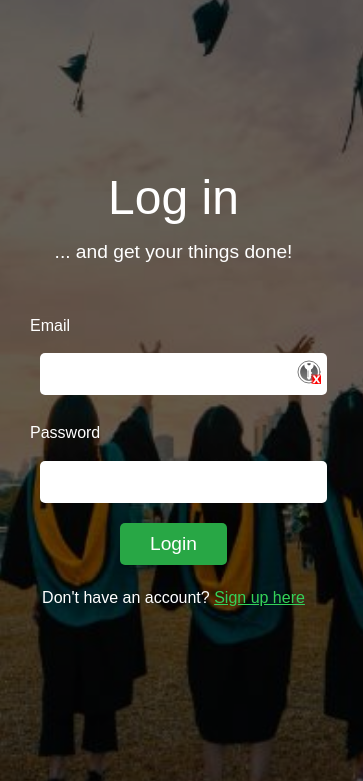 Log in
... and get your things done!
Email
Password
Login
Don't have an account? Sign up here